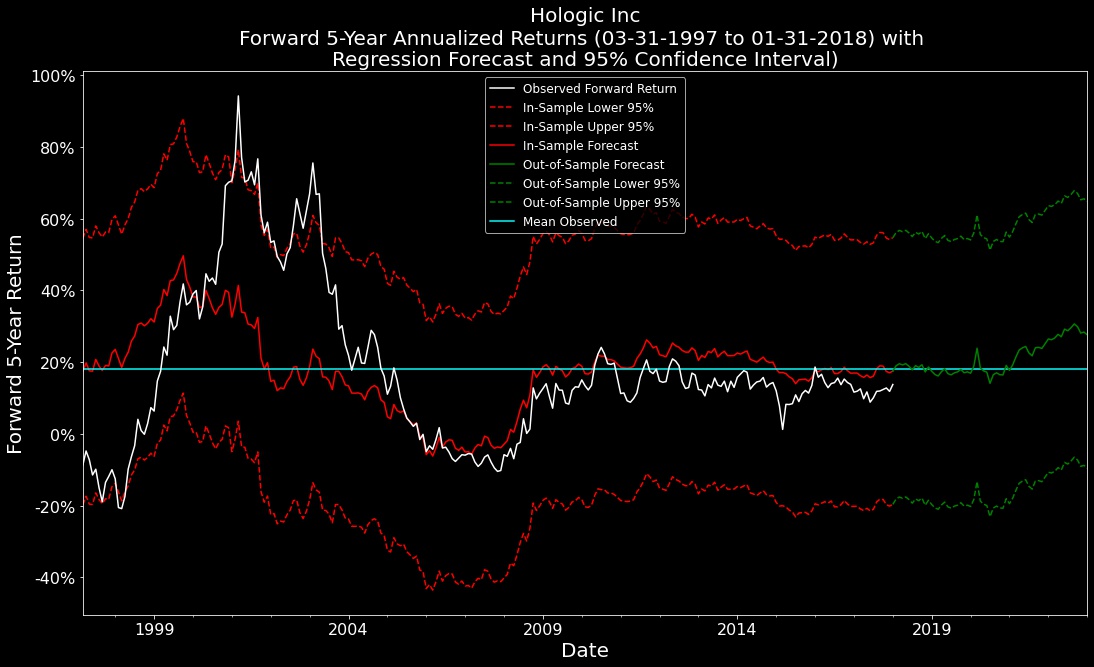 Hologic Inc
Forward 5-Year Annualized Returns (03-31-1997 to 01-31-2018) with
Regression Forecast and 95% Confidence Interval)
100%
80%
60%
40%
20%
0%
-20%
-40%
Forward 5-Year Return
Observed Forward Return
In-Sample Lower 95%
In-Sample Upper 95%
In-Sample Forecast
Out-of-Sample Forecast
Out-of-Sample Lower 95%
Out-of-Sample Upper 95%
Mean Observed
1999
2004
2009
2014
2019
Date